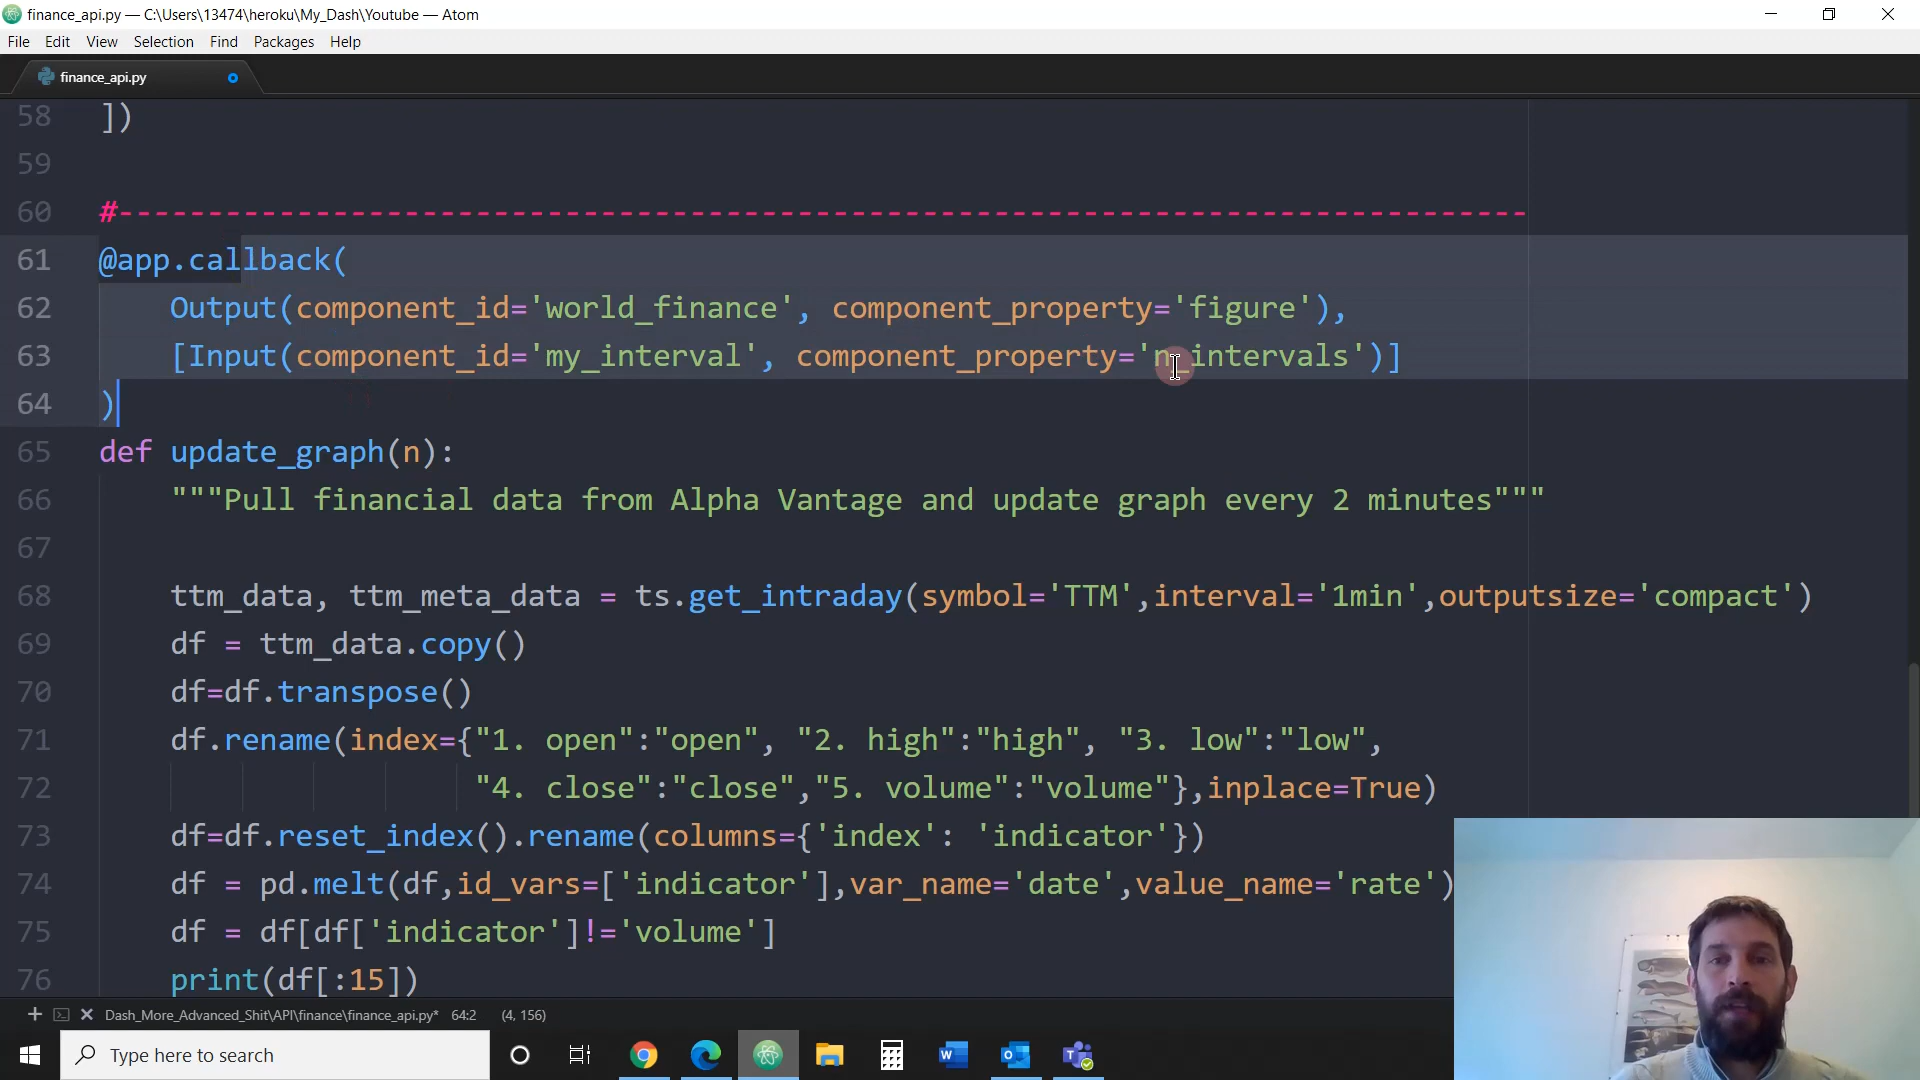 finance_api.py — C:\Users\13474\heroku\My_Dash\Youtube — Atom
File Edit View Selection Find Packages Help
finance_api.py
58 ])
59
60 #-------------------------------------------------------------------------------
61 @app.callback(
62     Output(component_id='world_finance', component_property='figure'),
63     [Input(component_id='my_interval', component_property='n_intervals')]
64 )
65 def update_graph(n):
66     """Pull financial data from Alpha Vantage and update graph every 2 minutes"""
67
68     ttm_data, ttm_meta_data = ts.get_intraday(symbol='TTM',interval='1min',outputsize='compact')
69     df = ttm_data.copy()
70     df=df.transpose()
71     df.rename(index={"1. open":"open", "2. high":"high", "3. low":"low",
72                      "4. close":"close","5. volume":"volume"},inplace=True)
73     df=df.reset_index().rename(columns={'index': 'indicator'})
74     df = pd.melt(df,id_vars=['indicator'],var_name='date',value_name='rate')
75     df = df[df['indicator']!='volume']
76     print(df[:15])
Dash_More_Advanced_Shit\API\finance\finance_api.py* 64:2 (4, 156)
Type here to search